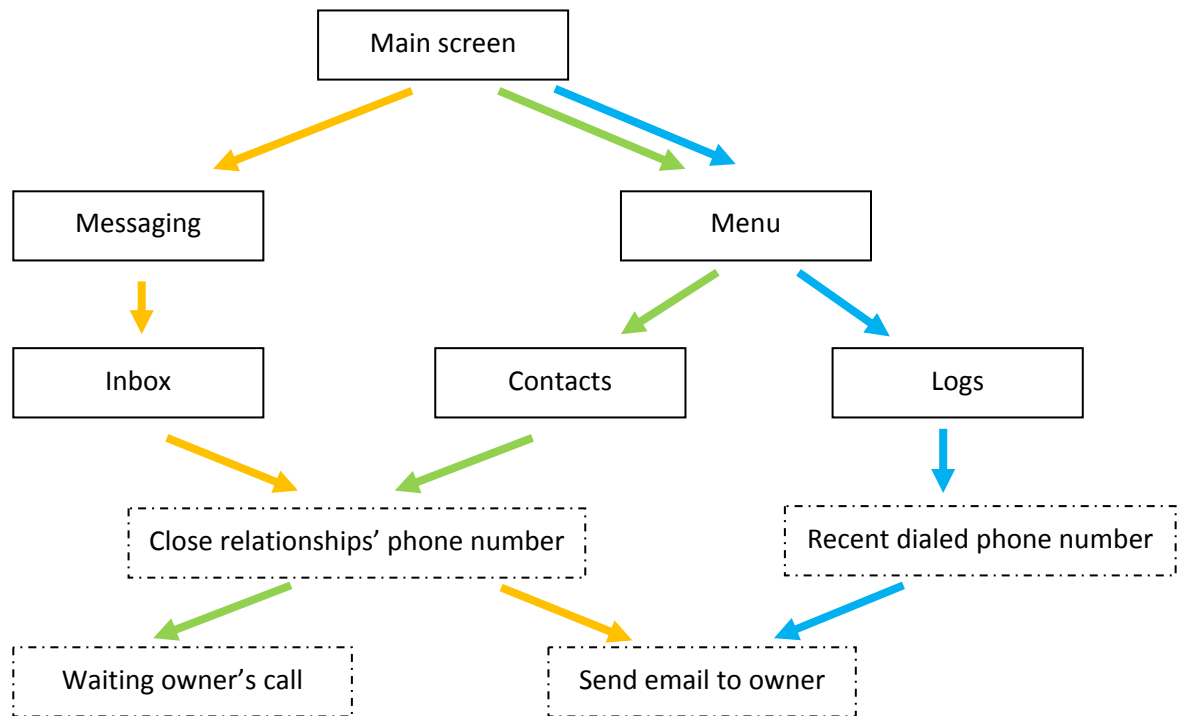 Main screen
Messaging
Menu
Inbox
Contacts
Logs
Close relationships’ phone number
Recent dialed phone number
Waiting owner’s call
Send email to owner